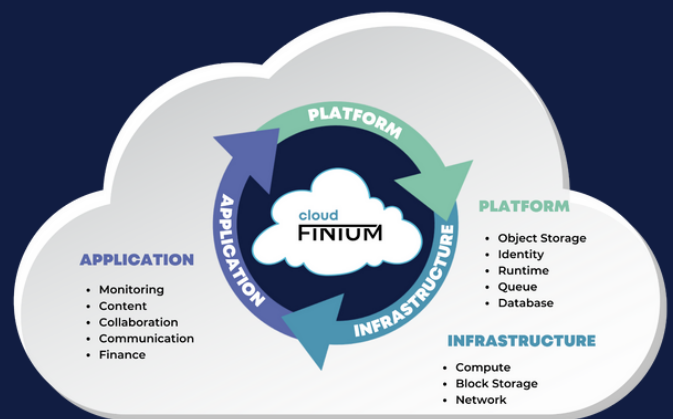 PLATFORM
APPLICATION
INFRASTRUCTURE
cloud
FINIUM
APPLICATION
• Monitoring
• Content
• Collaboration
• Communication
• Finance
PLATFORM
• Object Storage
• Identity
• Runtime
• Queue
• Database
INFRASTRUCTURE
• Compute
• Block Storage
• Network